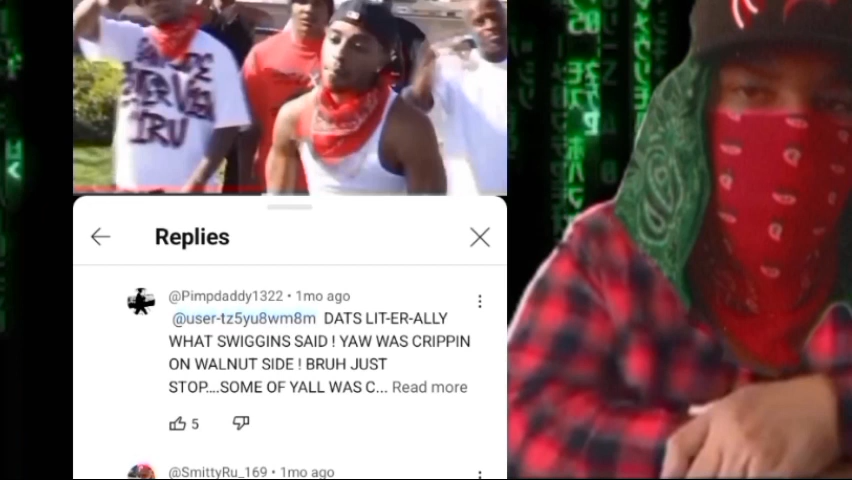 Replies
@Pimpdaddy1322 • 1mo ago
@user-tz5yu8wm8m DATS LIT-ER-ALLY
WHAT SWIGGINS SAID ! YAW WAS CRIPPIN
ON WALNUT SIDE ! BRUH JUST
STOP....SOME OF YALL WAS C... Read more
5
@SmittyRu_169 • 1mo ago